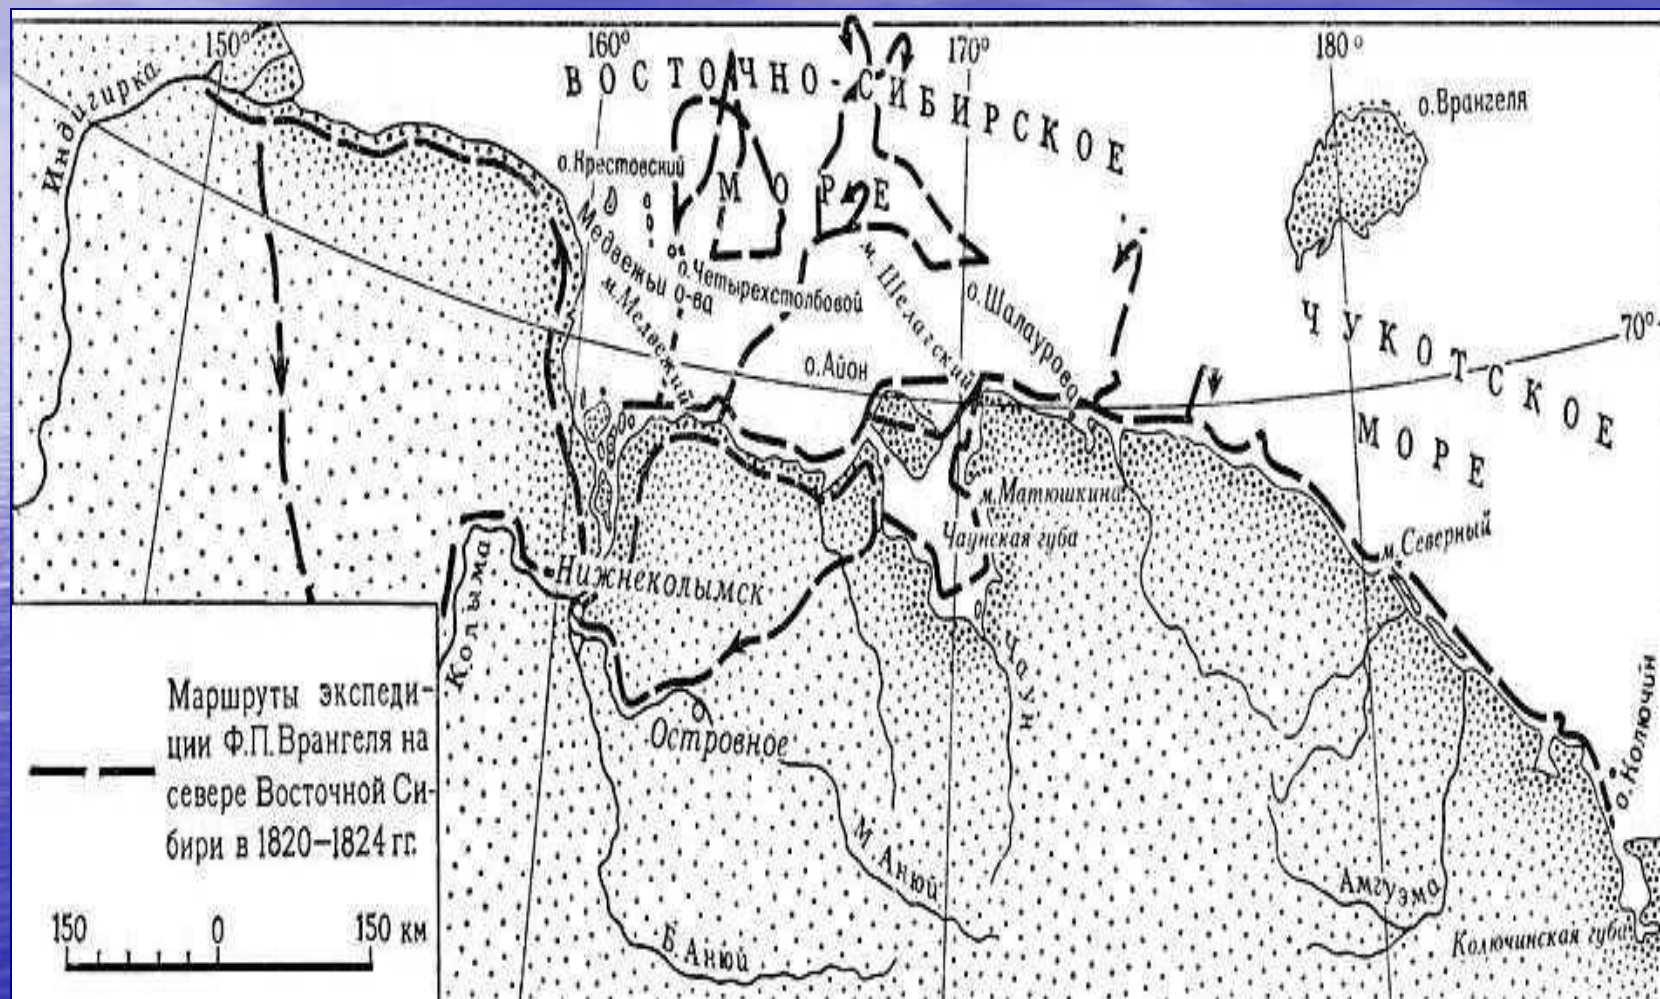 150°
160°
170°
180°
ВОСТОЧНО-СИБИРСКОЕ
МОРЕ
о.Врангеля
Индигирка
о.Крестовский
Медвежьи о-ва
о.Четырехстолбовой
м.Медвежий
м. Шелагский
о.Шалаурова
о.Айон
70°
ЧУКОТСКОЕ
МОРЕ
м.Матюшкина
Чаунская губа
м.Северный
Нижнеколымск
Колыма
Чаун
Островное
о.Колючин
М Анюй
Б.Анюй
Амгуэма
Колючинская губа
Маршруты экспеди-
ции Ф.П.Врангеля на
севере Восточной Си-
бири в 1820–1824 гг.
150 0 150 км